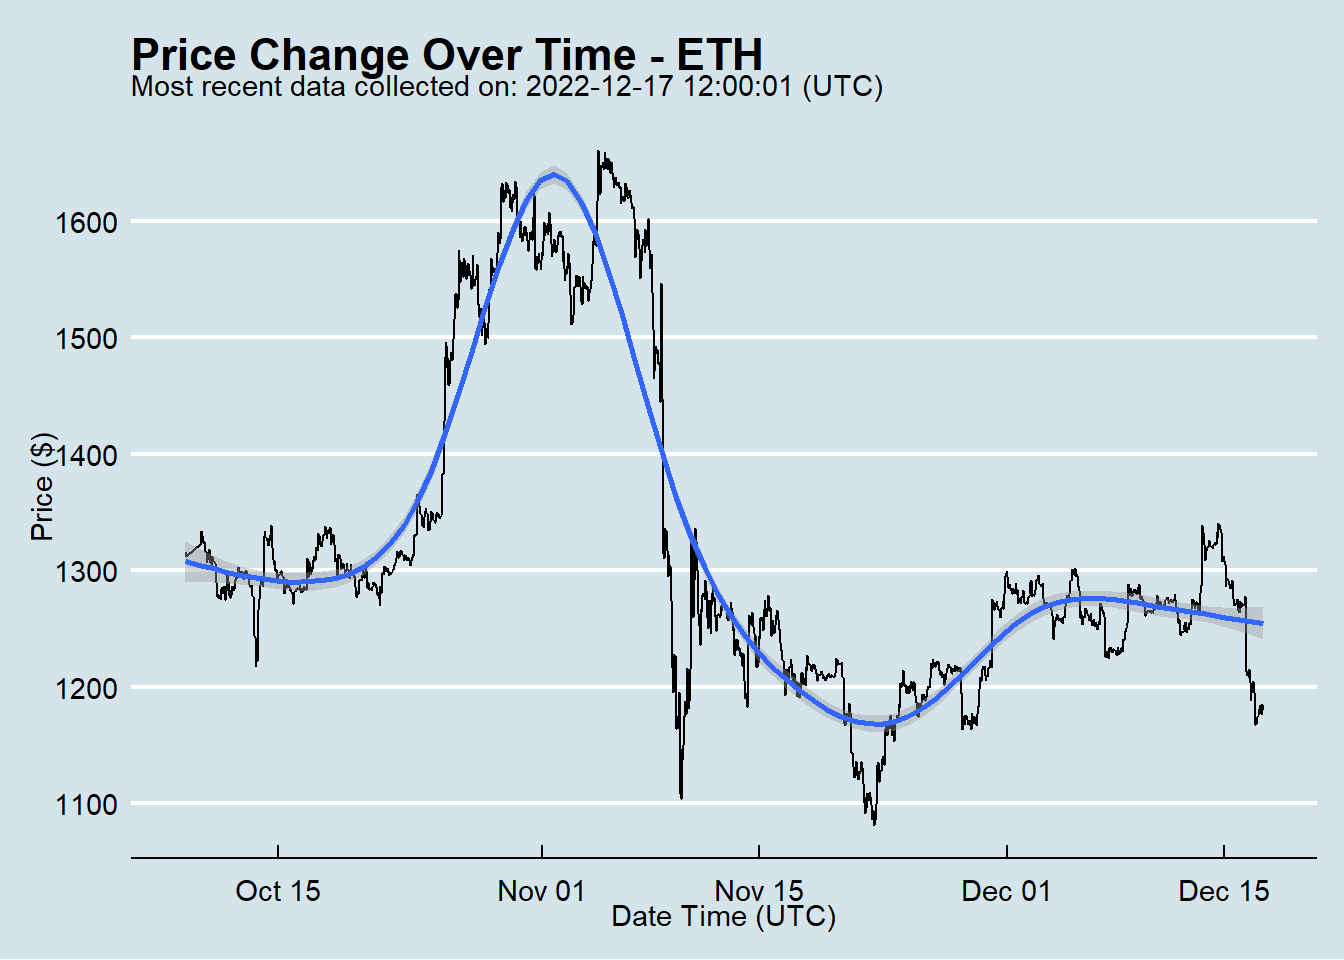 Price Change Over Time - ETH
Most recent data collected on: 2022-12-17 12:00:01 (UTC)
Price ($)
1600
1500
1400
1300
1200
1100
Oct 15
Nov 01
Nov 15
Dec 01
Dec 15
Date Time (UTC)